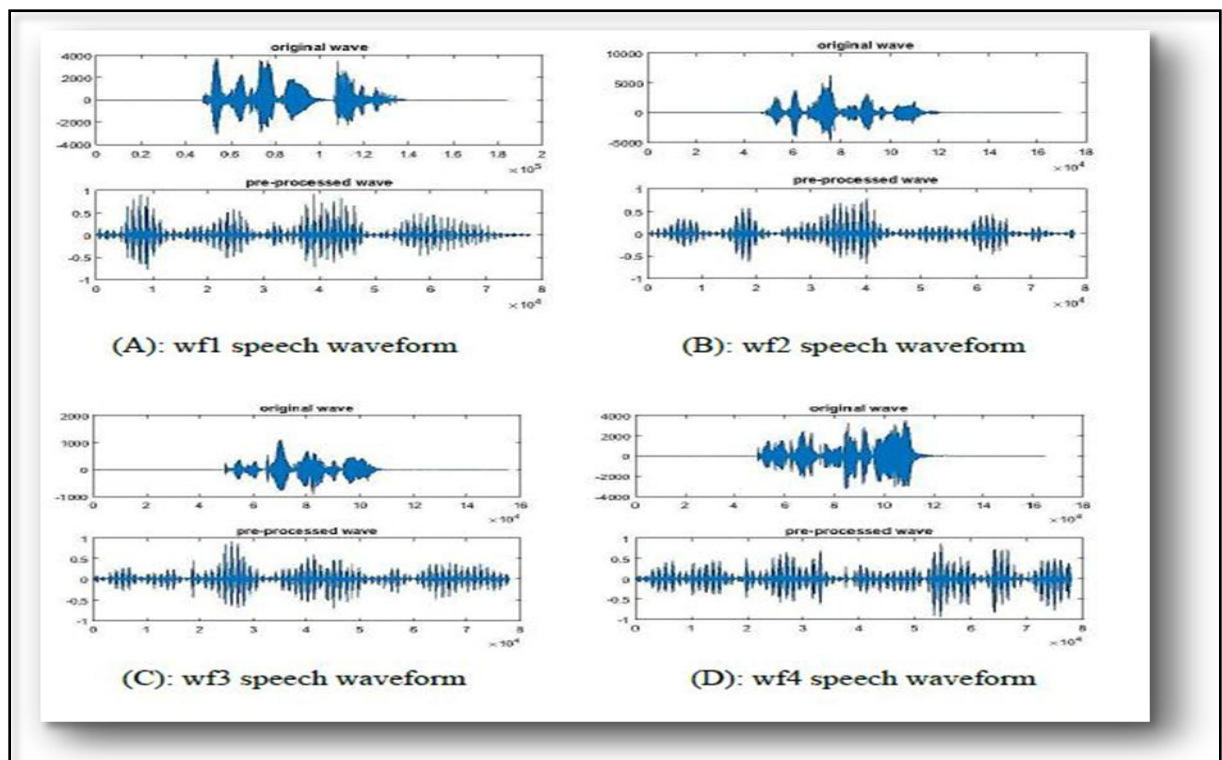 original wave
4000
2000
0
-2000
-4000
0 0.2 0.4 0.6 0.8 1 1.2 1.4 1.6 1.8 2
×10⁵
pre-processed wave
1
0.5
0
-0.5
-1
0 1 2 3 4 5 6 7 8
×10⁴
(A): wf1 speech waveform
original wave
10000
5000
0
-5000
0 2 4 6 8 10 12 14 16 18
×10⁴
pre-processed wave
1
0.5
0
-0.5
-1
0 1 2 3 4 5 6 7 8
×10⁴
(B): wf2 speech waveform
original wave
2000
1000
0
-1000
0 2 4 6 8 10 12 14 16
×10⁴
pre-processed wave
1
0.5
0
-0.5
-1
0 1 2 3 4 5 6 7 8
×10⁴
(C): wf3 speech waveform
original wave
4000
2000
0
-2000
-4000
0 2 4 6 8 10 12 14 16 18
×10⁴
pre-processed wave
1
0.5
0
-0.5
-1
0 1 2 3 4 5 6 7 8
×10⁴
(D): wf4 speech waveform